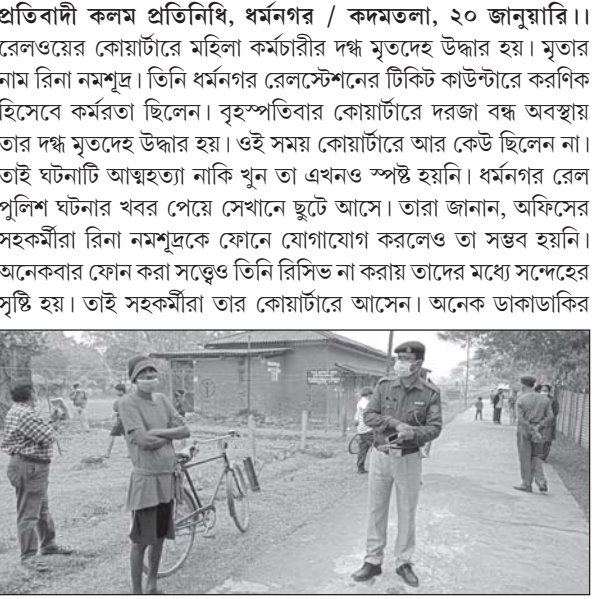 প্রতিবাদী কলম প্রতিনিধি, ধর্মনগর / কদমতলা, ২০ জানুয়ারি।।
রেলওয়ের কোয়ার্টারে মহিলা কর্মচারীর দগ্ধ মৃতদেহ উদ্ধার হয়। মৃতার
নাম রিনা নমশূদ্র। তিনি ধর্মনগর রেলস্টেশনের টিকিট কাউন্টারে করণিক
হিসেবে কর্মরতা ছিলেন। বৃহস্পতিবার কোয়ার্টারে দরজা বন্ধ অবস্থায়
তার দগ্ধ মৃতদেহ উদ্ধার হয়। ওই সময় কোয়ার্টারে আর কেউ ছিলেন না।
তাই ঘটনাটি আত্মহত্যা নাকি খুন তা এখনও স্পষ্ট হয়নি। ধর্মনগর রেল
পুলিশ ঘটনার খবর পেয়ে সেখানে ছুটে আসে। তারা জানান, অফিসের
সহকর্মীরা রিনা নমশূদ্রকে ফোনে যোগাযোগ করলেও তা সম্ভব হয়নি।
অনেকবার ফোন করা সত্ত্বেও তিনি রিসিভ না করায় তাদের মধ্যে সন্দেহের
সৃষ্টি হয়। তাই সহকর্মীরা তার কোয়ার্টারে আসেন। অনেক ডাকাডাকির